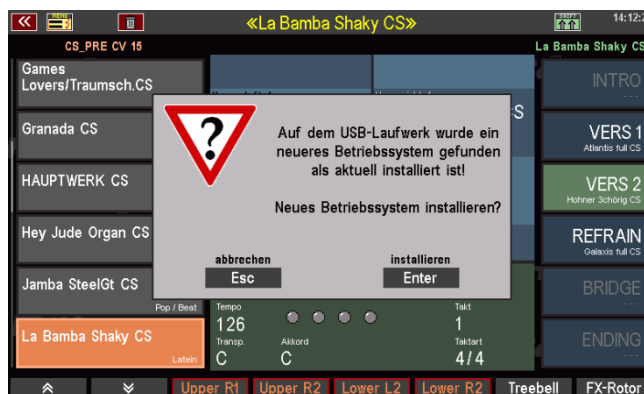 MENU
«La Bamba Shaky CS»
SHIFT
14:12:
CS_PRE CV 15
La Bamba Shaky CS
Games
Lovers/Traumsch.CS
Granada CS
HAUPTWERK CS
Hey Jude Organ CS
Jamba SteelGt CS
Pop / Beat
La Bamba Shaky CS
Latein
S
Auf dem USB-Laufwerk wurde ein
neueres Betriebssystem gefunden
als aktuell installiert ist!
Neues Betriebssystem installieren?
abbrechen
Esc
installieren
Enter
Tempo
126
Takt
1
Transp.
C
Akkord
C
Taktart
4/4
INTRO
- - -
VERS 1
Atlantis full CS
VERS 2
Hohner 3chörig CS
REFRAIN
Galaxis full CS
BRIDGE
- - -
ENDING
- - -
Upper R1
Upper R2
Lower L2
Lower R2
Treebell
FX-Rotor